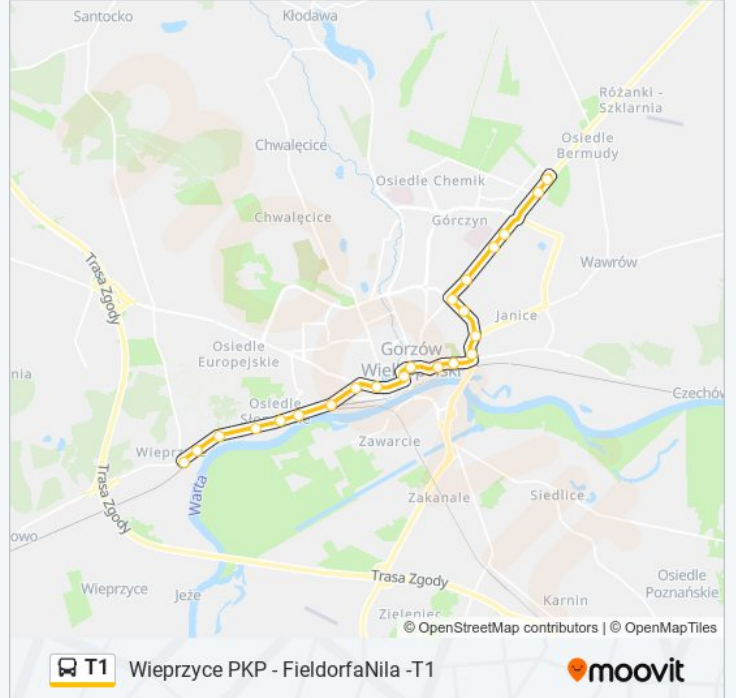 Santocko
Kłodawa
Różanki -
Szklarnia
Osiedle
Bermudy
Chwalęcice
Osiedle Chemik
Chwalęcice
Górczyn
Trasa Zgody
Wawrów
Janice
Osiedle
Europejskie
Gorzów
nia
Czechów
Osiedle
Zawarcie
Trasa Zgody
Warta
Zakanale
Siedlice
owo
Trasa Zgody
Wieprzyce
Jeże
Osiedle
Poznańskie
Karnin
Zieleniec
© OpenStreetMap contributors | © OpenMapTiles
T1 Wieprzyce PKP - FieldorfaNila -T1
moovit